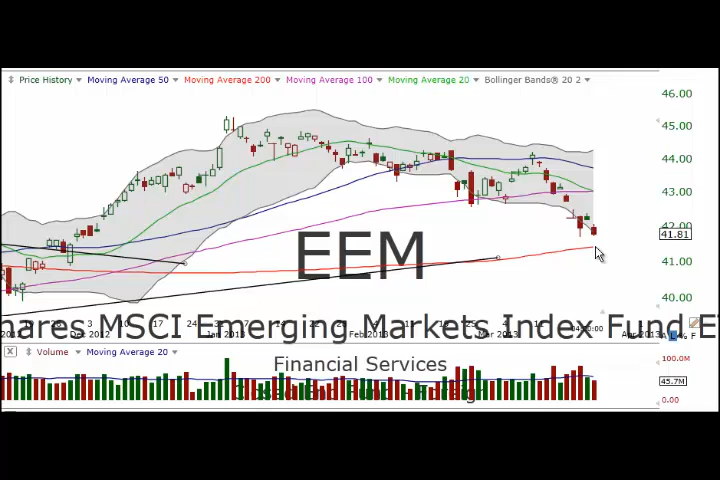 Price History Moving Average 50 Moving Average 200 Moving Average 100 Moving Average 20 Bollinger Bands® 20 2
46.00
45.00
44.00
43.00
42.00
41.81
41.00
40.00
EEM
MSCI Emerging Markets Index Fund
2012 Dec 2012 Jan 2013 Feb 2013 Mar 2013 Apr 2013
X Volume Moving Average 20
Financial Services
100.0M
45.7M
0.00